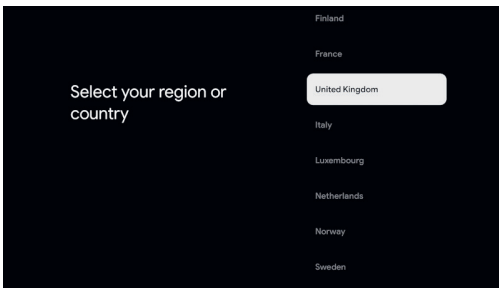 Select your region or
country
Finland
France
United Kingdom
Italy
Luxembourg
Netherlands
Norway
Sweden